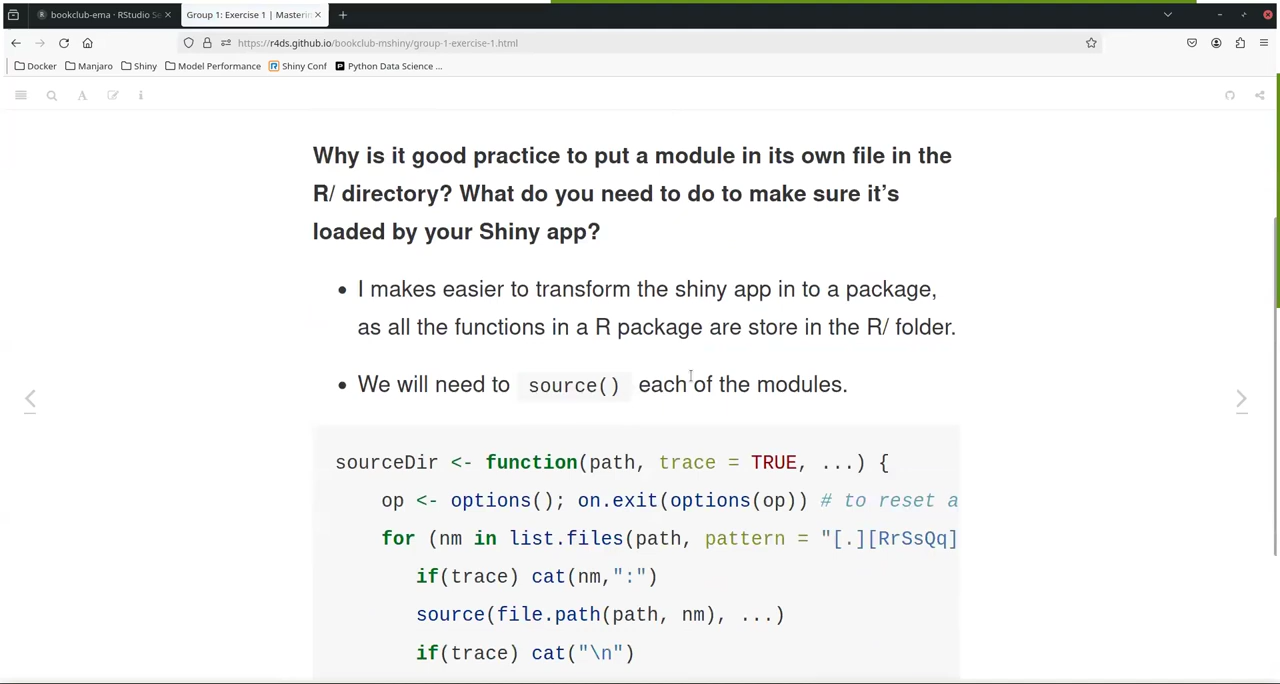 bookclub-ema · RStudio Se
Group 1: Exercise 1 | Masterin
https://r4ds.github.io/bookclub-mshiny/group-1-exercise-1.html
Docker
Manjaro
Shiny
Model Performance
Shiny Conf
Python Data Science ...
Why is it good practice to put a module in its own file in the
R/ directory? What do you need to do to make sure it’s
loaded by your Shiny app?
• I makes easier to transform the shiny app in to a package,
as all the functions in a R package are store in the R/ folder.
• We will need to source() each of the modules.
sourceDir <- function(path, trace = TRUE, ...) {
op <- options(); on.exit(options(op)) # to reset a
for (nm in list.files(path, pattern = "[.][RrSsQq]
if(trace) cat(nm,":")
source(file.path(path, nm), ...)
if(trace) cat("\n")